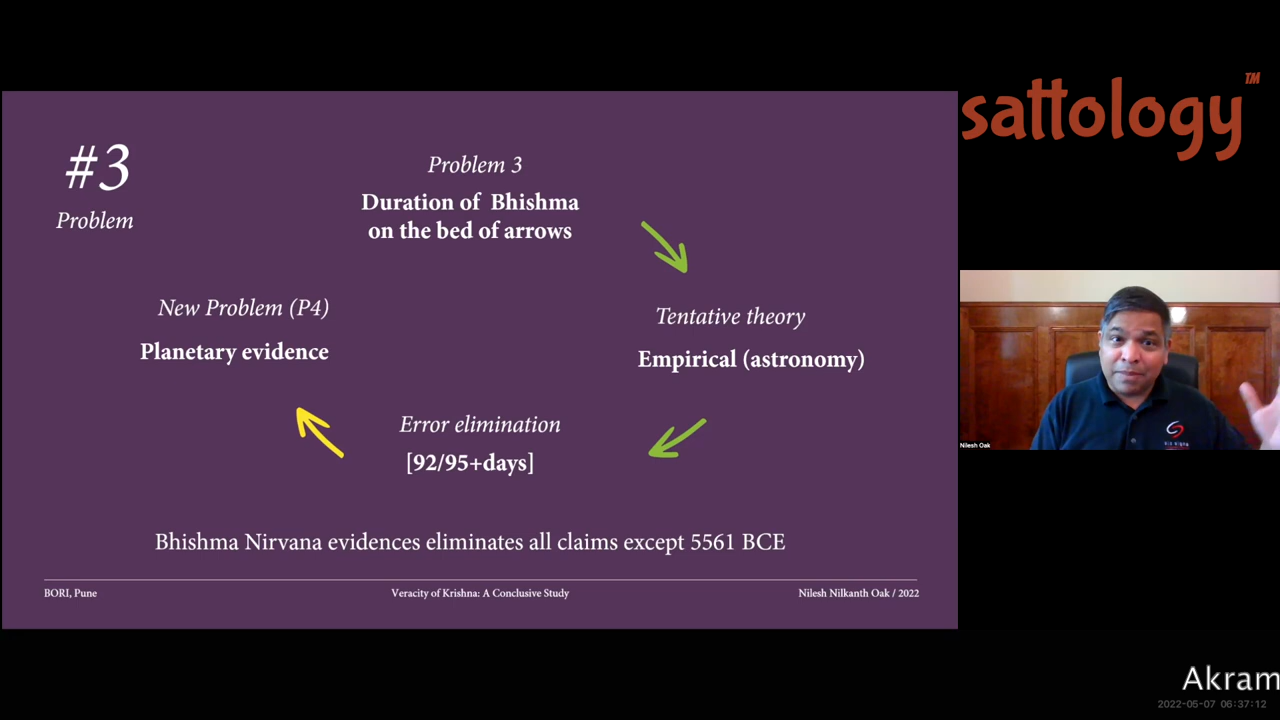 sattology™
#3
Problem
Problem 3
Duration of Bhishma
on the bed of arrows
New Problem (P4)
Planetary evidence
Tentative theory
Empirical (astronomy)
Error elimination
[92/95+days]
Bhishma Nirvana evidences eliminates all claims except 5561 BCE
BORI, Pune
Veracity of Krishna: A Conclusive Study
Nilesh Nilkanth Oak / 2022
Nilesh Oak
Akram
2022-05-07 06:37:12